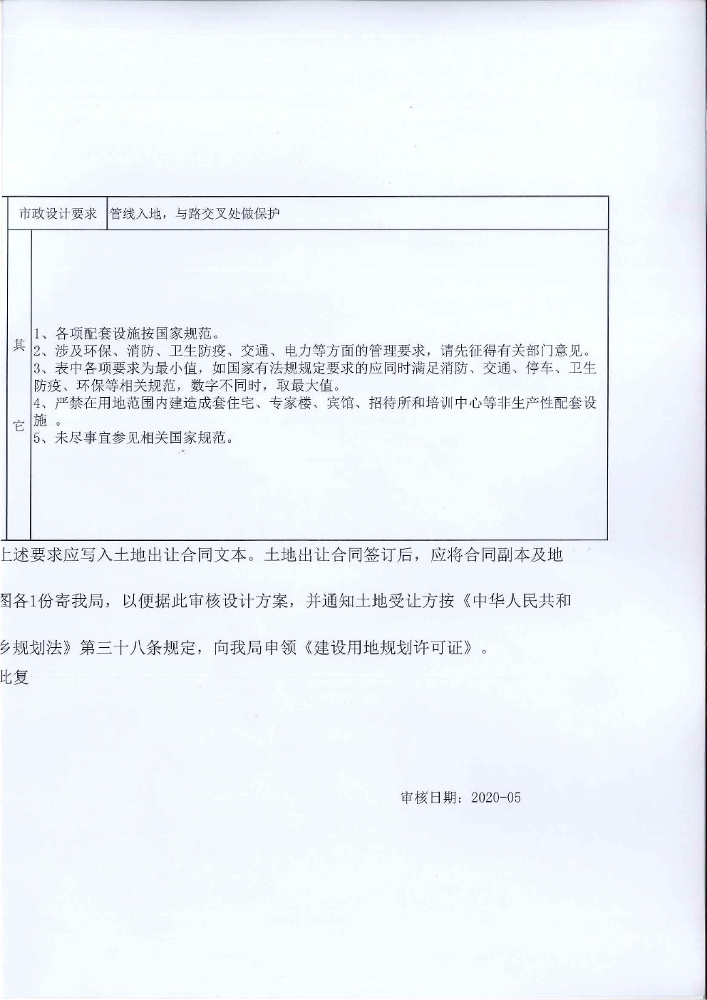 市政设计要求 管线入地，与路交叉处做保护
其它
1、各项配套设施按国家规范。
2、涉及环保、消防、卫生防疫、交通、电力等方面的管理要求，请先征得有关部门意见。
3、表中各项要求为最小值，如国家有法规规定要求的应同时满足消防、交通、停车、卫生
防疫、环保等相关规范，数字不同时，取最大值。
4、严禁在用地范围内建造成套住宅、专家楼、宾馆、招待所和培训中心等非生产性配套设
施 。
5、未尽事宜参见相关国家规范。
上述要求应写入土地出让合同文本。土地出让合同签订后，应将合同副本及地
图各1份寄我局，以便据此审核设计方案，并通知土地受让方按《中华人民共和
乡规划法》第三十八条规定，向我局申领《建设用地规划许可证》。
此复
审核日期：2020-05